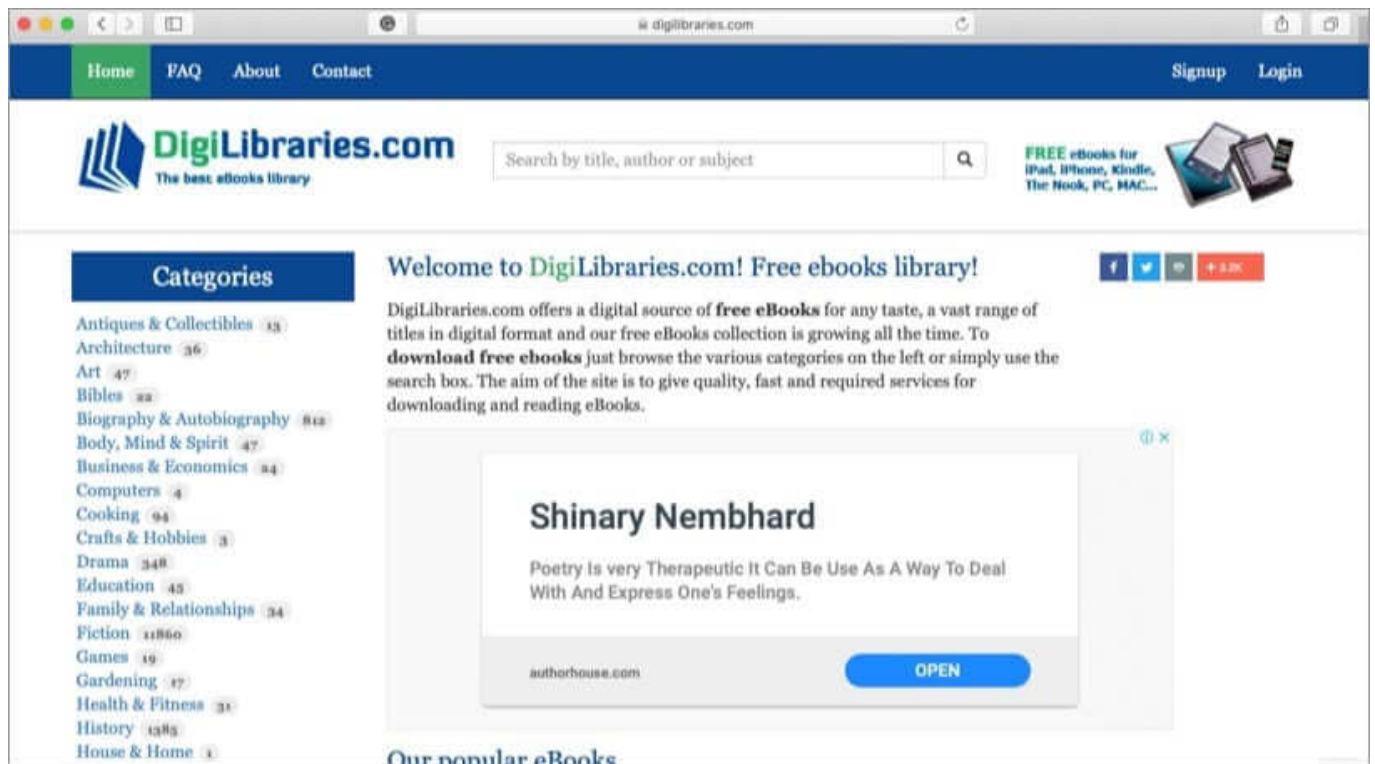 digilibraries.com
Home FAQ About Contact Signup Login
DigiLibraries.com
The best eBooks library
Search by title, author or subject
FREE eBooks for
iPad, iPhone, Kindle,
The Nook, PC, MAC...
Categories
Antiques & Collectibles 13
Architecture 36
Art 47
Bibles 22
Biography & Autobiography 812
Body, Mind & Spirit 47
Business & Economics 24
Computers 4
Cooking 94
Crafts & Hobbies 3
Drama 348
Education 45
Family & Relationships 34
Fiction 11860
Games 19
Gardening 17
Health & Fitness 31
History 1385
House & Home 1
Welcome to DigiLibraries.com! Free ebooks library!
DigiLibraries.com offers a digital source of free eBooks for any taste, a vast range of
titles in digital format and our free eBooks collection is growing all the time. To
download free ebooks just browse the various categories on the left or simply use the
search box. The aim of the site is to give quality, fast and required services for
downloading and reading eBooks.
Shinary Nembhard
Poetry Is very Therapeutic It Can Be Use As A Way To Deal
With And Express One's Feelings.
authorhouse.com
OPEN
Our popular eBooks